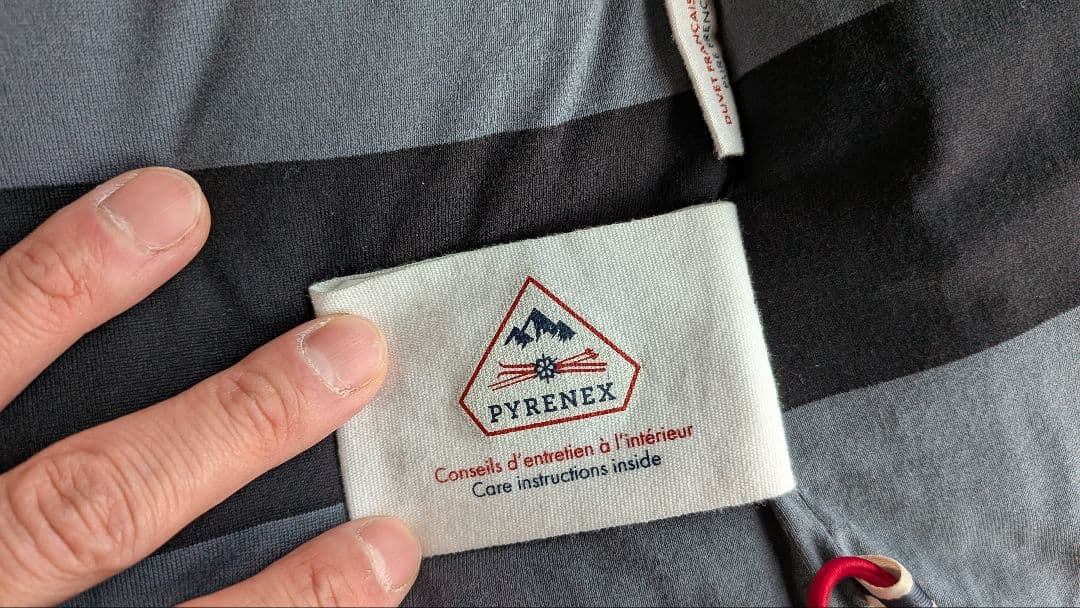 DUVET FRANÇAIS
PYRENEX
Conseils d'entretien à l'intérieur
Care instructions inside